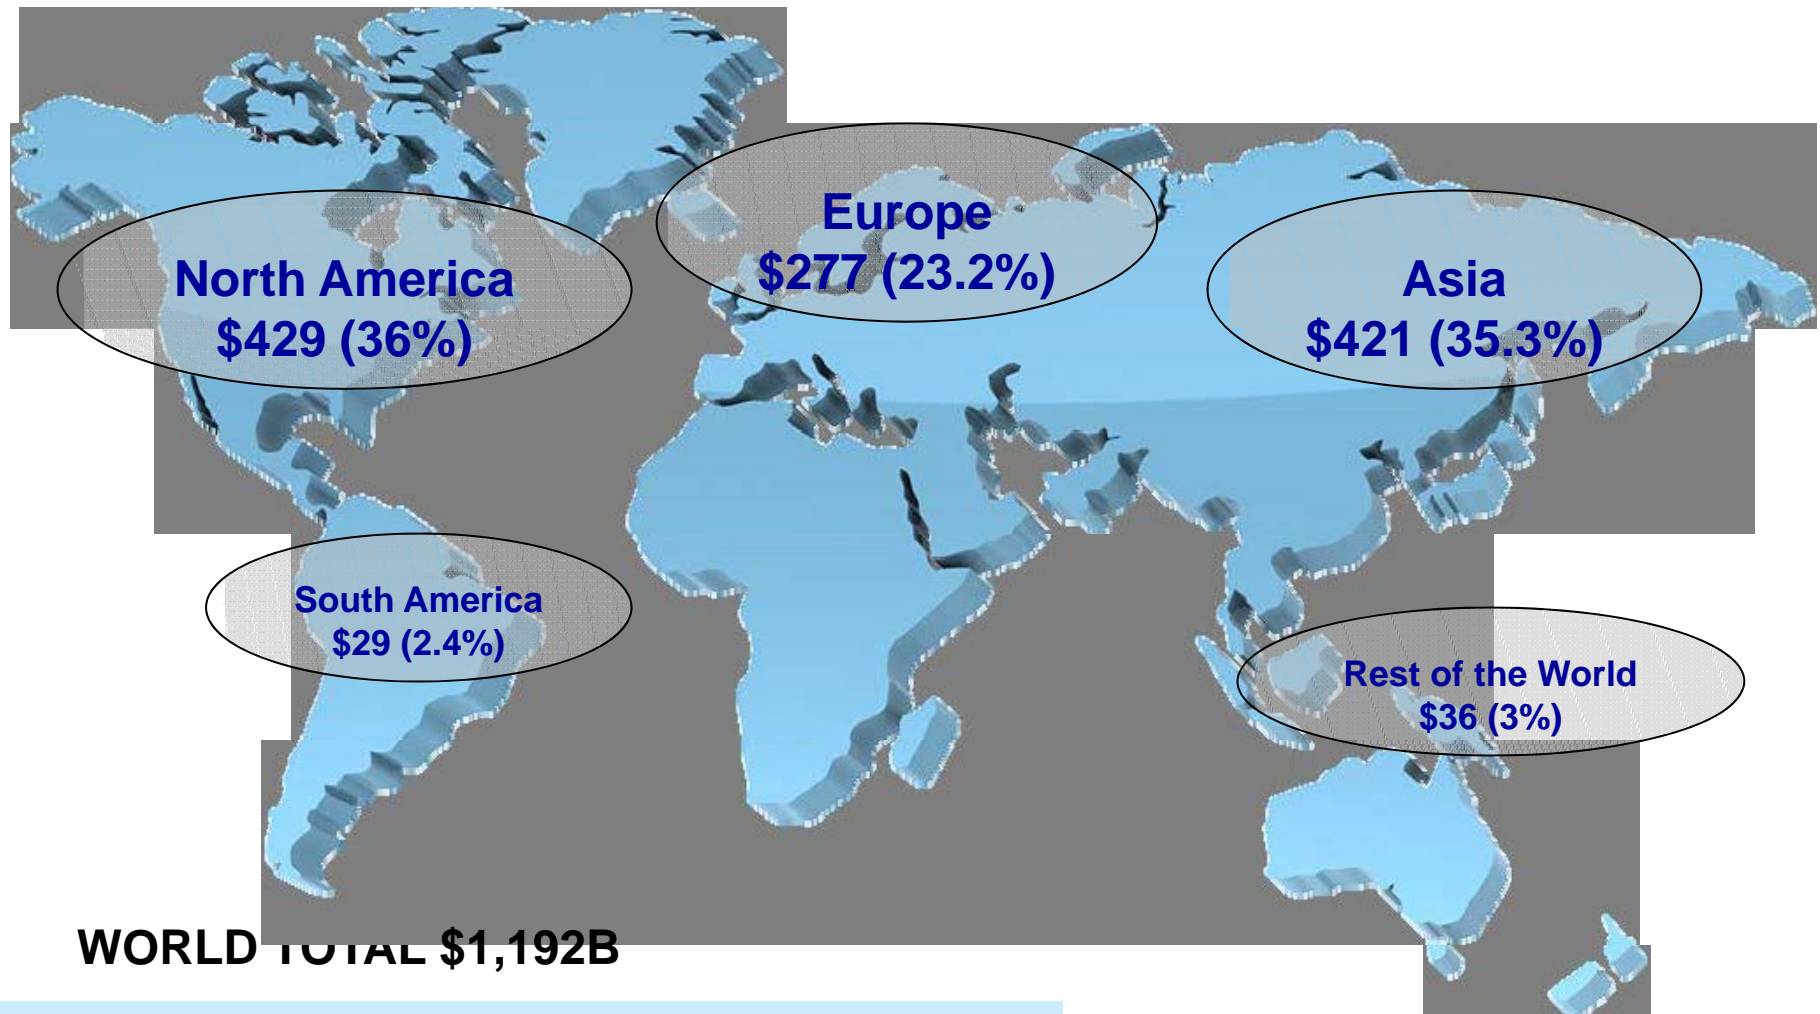 Europe
$277 (23.2%)
North America
$429 (36%)
Asia
$421 (35.3%)
South America
$29 (2.4%)
Rest of the World
$36 (3%)
WORLD TOTAL $1,192B